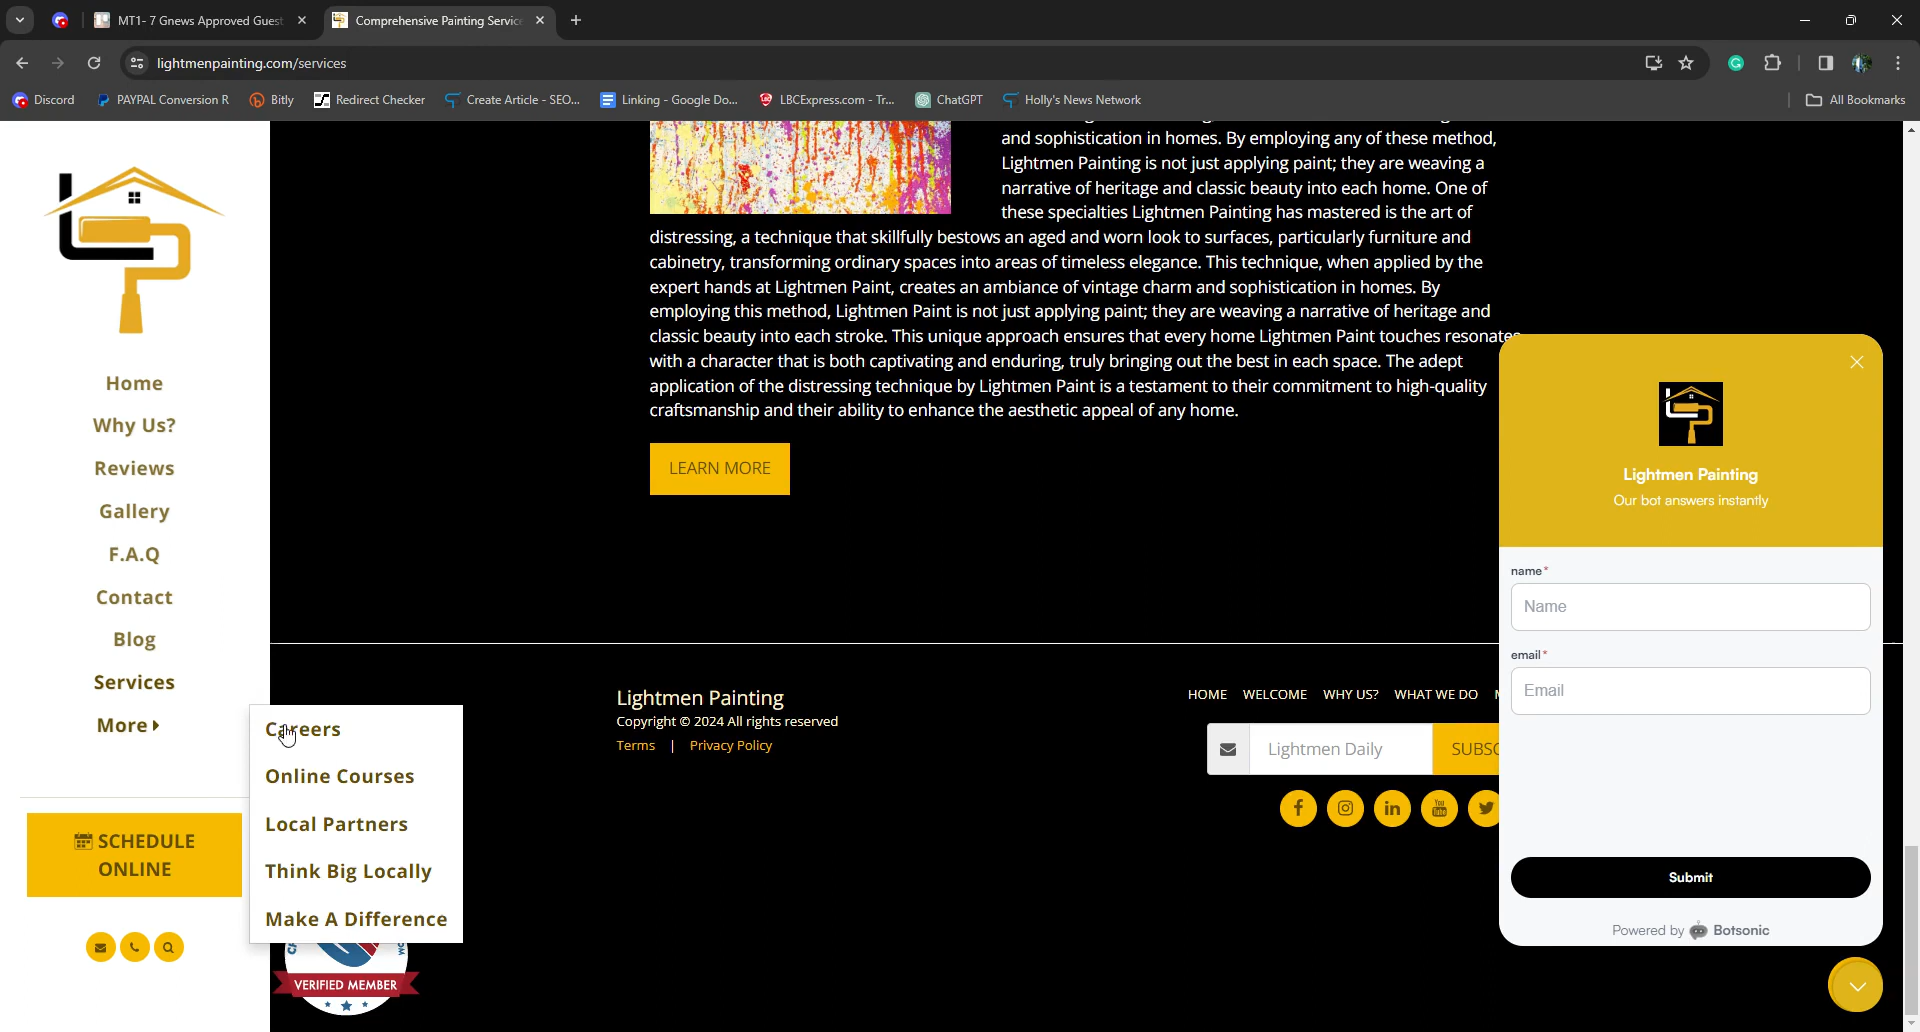 MT1- 7 Gnews Approved Guest
Comprehensive Painting Service
lightmenpainting.com/services
Discord
PAYPAL Conversion R
Bitly
Redirect Checker
Create Article - SEO...
Linking - Google Do...
LBCExpress.com - Tr...
ChatGPT
Holly's News Network
All Bookmarks
Home
Why Us?
Reviews
Gallery
F.A.Q
Contact
Blog
Services
More
Careers
Online Courses
Local Partners
Think Big Locally
Make A Difference
SCHEDULE
ONLINE
and sophistication in homes. By employing any of these method,
Lightmen Painting is not just applying paint; they are weaving a
narrative of heritage and classic beauty into each home. One of
these specialties Lightmen Painting has mastered is the art of
distressing, a technique that skillfully bestows an aged and worn look to surfaces, particularly furniture and
cabinetry, transforming ordinary spaces into areas of timeless elegance. This technique, when applied by the
expert hands at Lightmen Paint, creates an ambiance of vintage charm and sophistication in homes. By
employing this method, Lightmen Paint is not just applying paint; they are weaving a narrative of heritage and
classic beauty into each stroke. This unique approach ensures that every home Lightmen Paint touches resonates
with a character that is both captivating and enduring, truly bringing out the best in each space. The adept
application of the distressing technique by Lightmen Paint is a testament to their commitment to high-quality
craftsmanship and their ability to enhance the aesthetic appeal of any home.
LEARN MORE
Lightmen Painting
Copyright © 2024 All rights reserved
Terms | Privacy Policy
HOME WELCOME WHY US? WHAT WE DO
Lightmen Daily
SUBSC
You Tube
VERIFIED MEMBER
Lightmen Painting
Our bot answers instantly
name*
Name
email*
Email
Submit
Powered by Botsonic